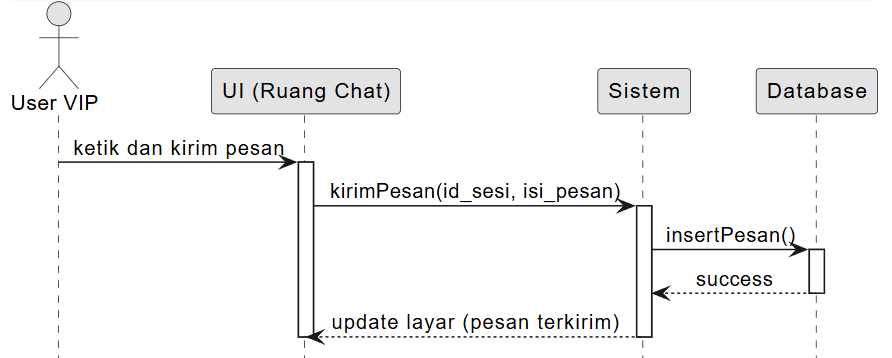 User VIP
UI (Ruang Chat)
Sistem
Database
ketik dan kirim pesan
kirimPesan(id_sesi, isi_pesan)
insertPesan()
success
update layar (pesan terkirim)